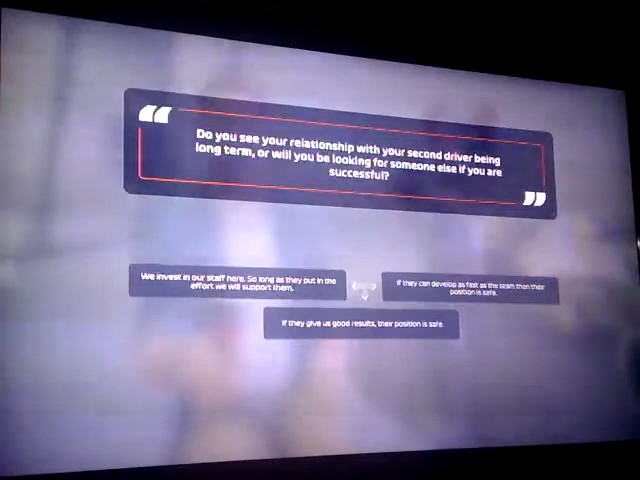 Do you see your relationship with your second driver being
long term, or will you be looking for someone else if you are
successful?
We invest in our staff here. So long as they put in the
effort we will support them.
If they can develop as fast as the team then their
position is safe.
If they give us good results, their position is safe.